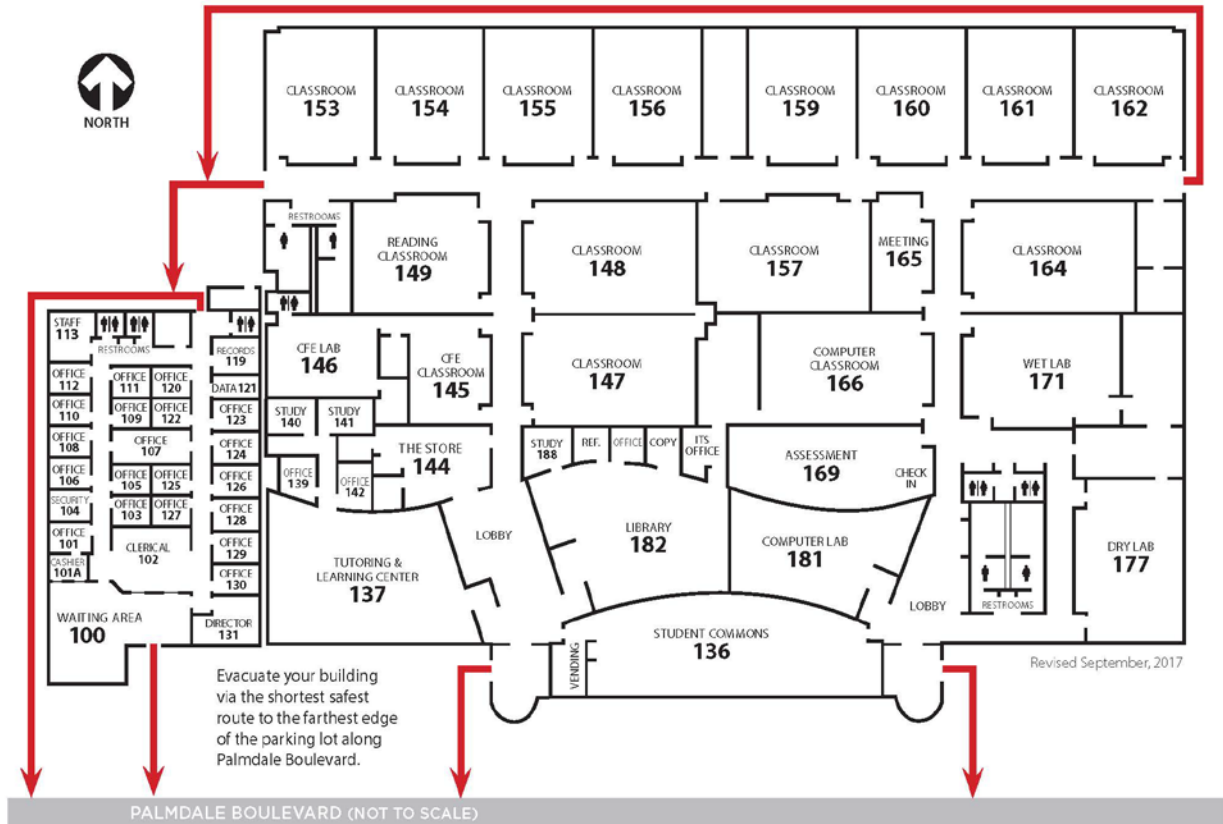 NORTH
CLASSROOM
153
CLASSROOM
154
CLASSROOM
155
CLASSROOM
156
CLASSROOM
159
CLASSROOM
160
CLASSROOM
161
CLASSROOM
162
RESTROOMS
READING
CLASSROOM
149
CLASSROOM
148
CLASSROOM
157
MEETING
165
CLASSROOM
164
STAFF
113
RESTROOMS
RECORDS
119
CFE LAB
146
CFE
CLASSROOM
145
CLASSROOM
147
COMPUTER
CLASSROOM
166
WET LAB
171
OFFICE
112
OFFICE
111
OFFICE
120
DATA 121
OFFICE
110
OFFICE
109
OFFICE
122
OFFICE
123
STUDY
140
STUDY
141
OFFICE
108
OFFICE
107
OFFICE
124
THE STORE
144
STUDY
188
REF.
OFFICE
COPY
ITS
OFFICE
ASSESSMENT
169
CHECK
IN
OFFICE
106
OFFICE
105
OFFICE
125
OFFICE
126
OFFICE
139
OFFICE
142
SECURITY
104
OFFICE
103
OFFICE
127
OFFICE
128
OFFICE
101
CLERICAL
102
OFFICE
129
LOBBY
LIBRARY
182
COMPUTER LAB
181
DRY LAB
177
CASHIER
101A
OFFICE
130
TUTORING &
LEARNING CENTER
137
LOBBY
RESTROOMS
WAITING AREA
100
DIRECTOR
131
STUDENT COMMONS
136
VENDING
Revised September, 2017
Evacuate your building
via the shortest safest
route to the farthest edge
of the parking lot along
Palmdale Boulevard.
PALMDALE BOULEVARD (NOT TO SCALE)